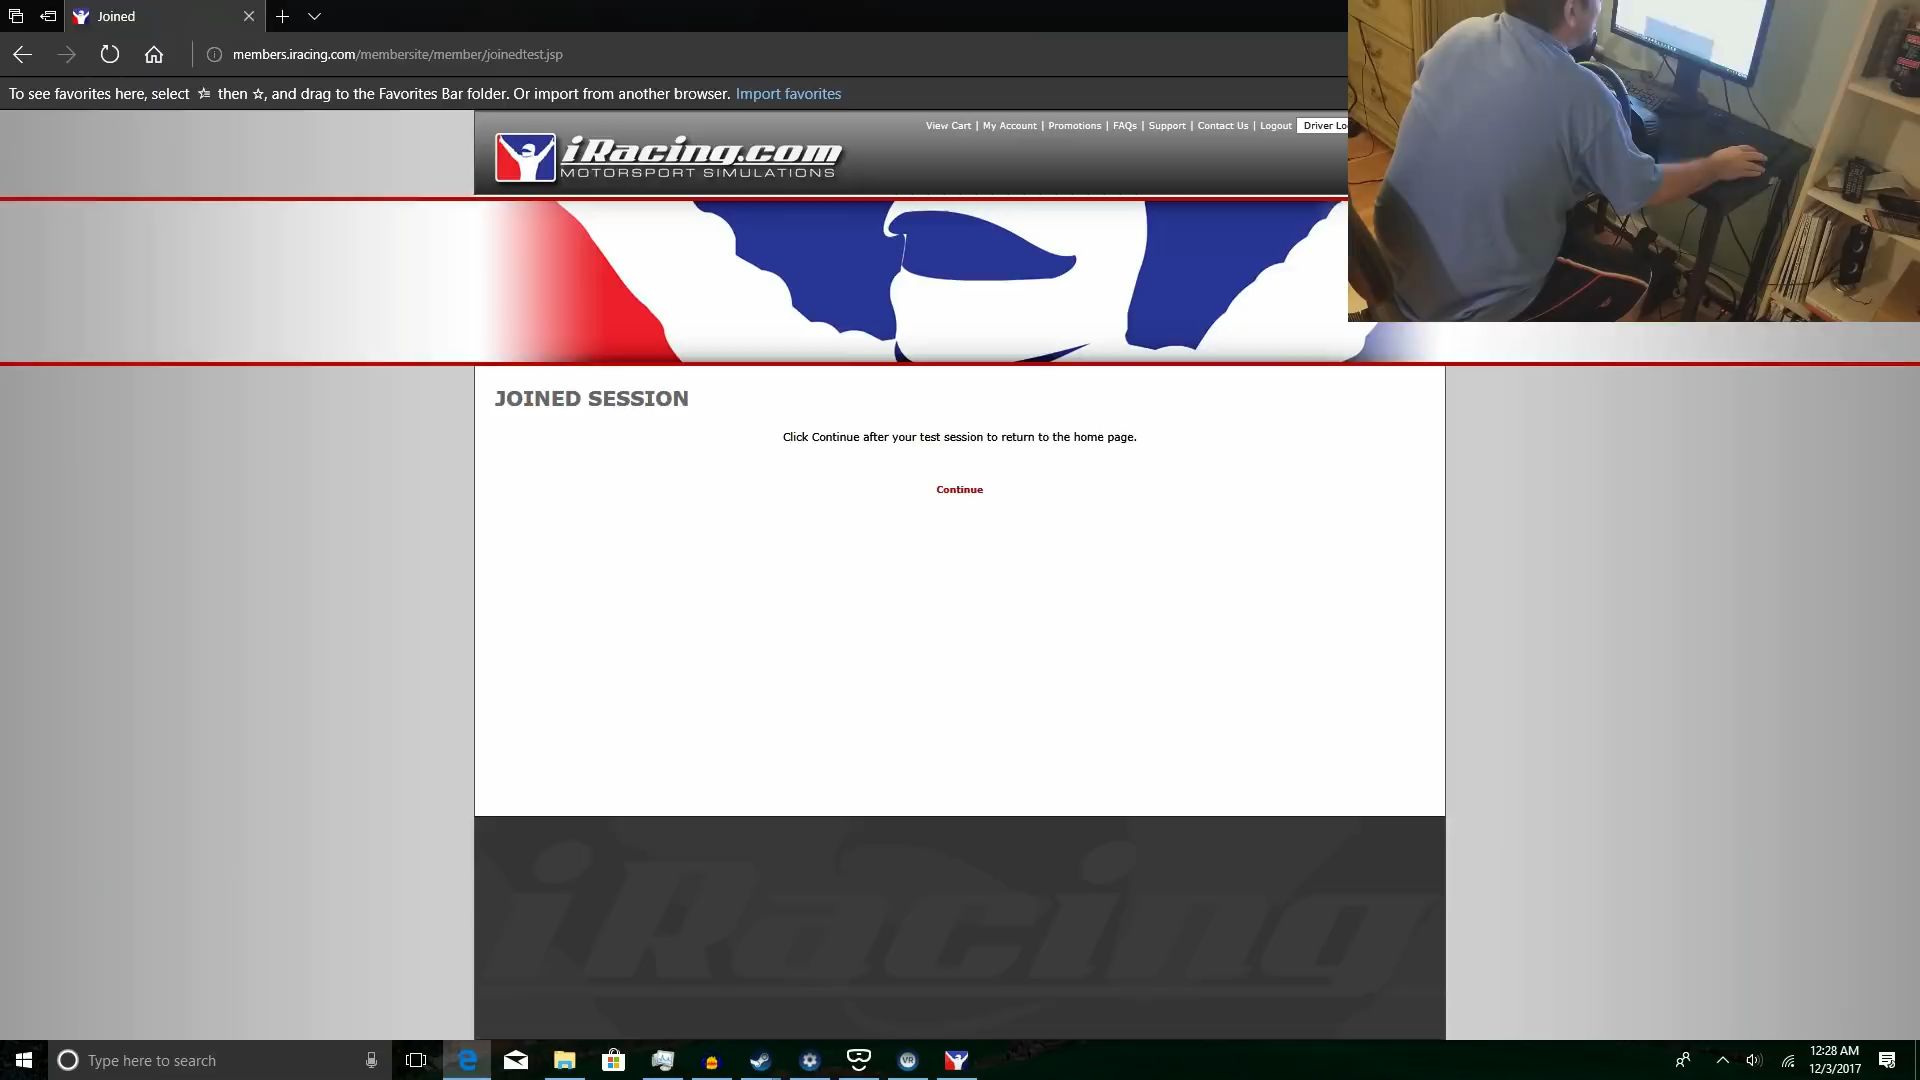 Joined
members.iracing.com/membersite/member/joinedtest.jsp
To see favorites here, select then, and drag to the Favorites Bar folder. Or import from another browser. Import favorites
View Cart | My Account | Promotions | FAQs | Support | Contact Us | Logout Driver Lo
iRacing.com
MOTORSPORT SIMULATIONS
JOINED SESSION
Click Continue after your test session to return to the home page.
Continue
iRacing
Type here to search
VR
12:28 AM
12/3/2017